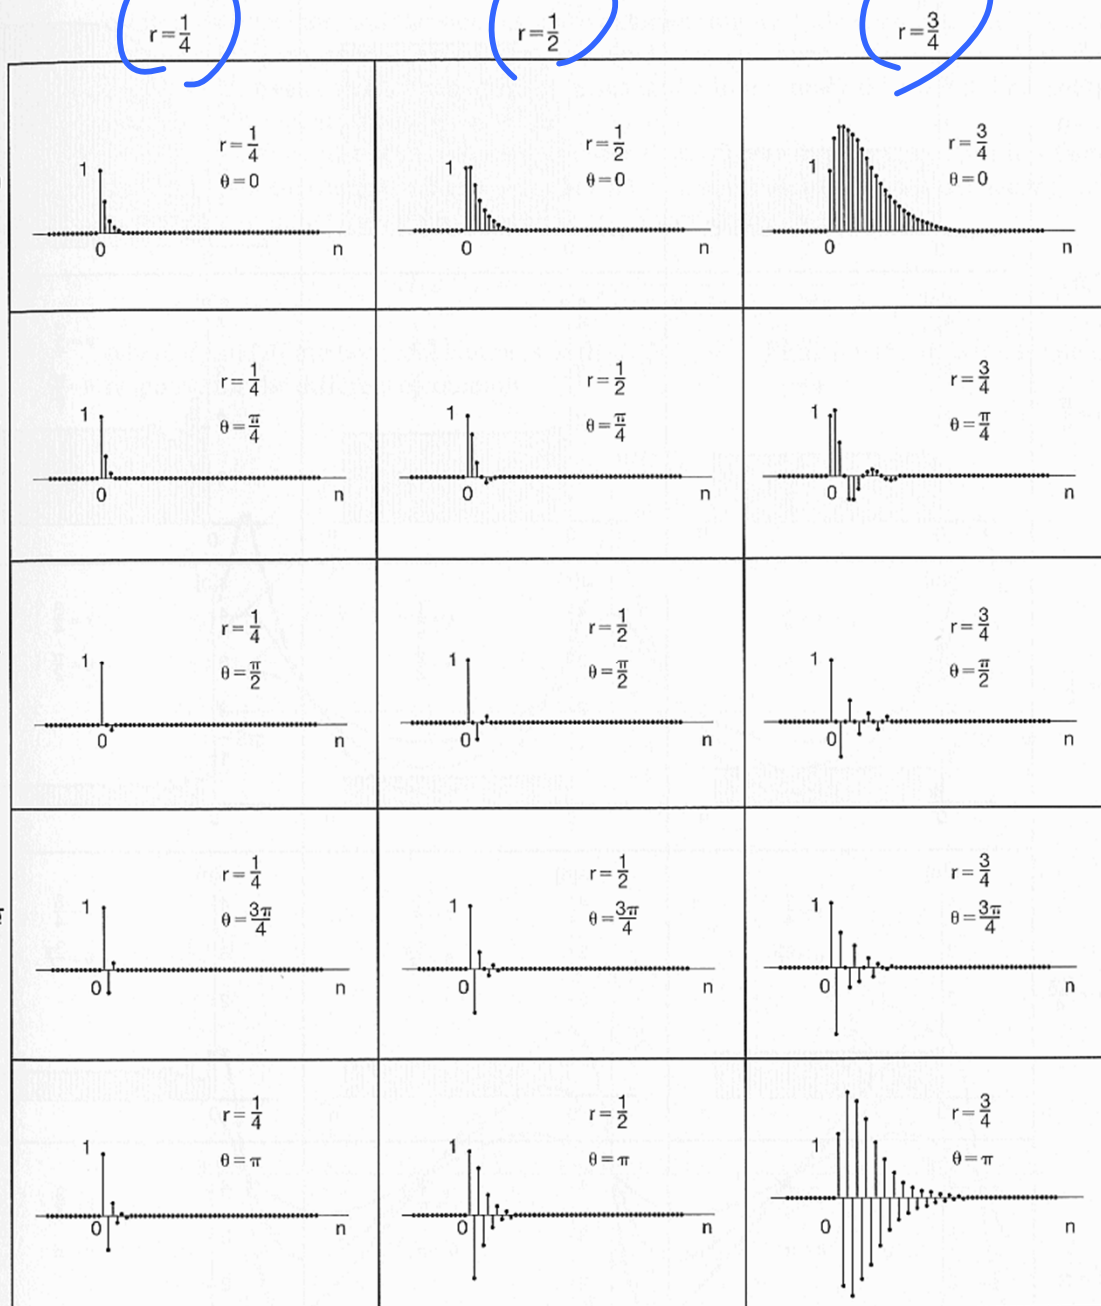 r=1/4 r=1/2 r=3/4
r=1/4 r=1/2 r=3/4
1 θ=0 1 θ=0 1 θ=0
0 n 0 n 0 n
r=1/4 r=1/2 r=3/4
1 θ=π/4 1 θ=π/4 1 θ=π/4
0 n 0 n 0 n
r=1/4 r=1/2 r=3/4
1 θ=π/2 1 θ=π/2 1 θ=π/2
0 n 0 n 0 n
r=1/4 r=1/2 r=3/4
1 θ=3π/4 1 θ=3π/4 1 θ=3π/4
0 n 0 n 0 n
r=1/4 r=1/2 r=3/4
1 θ=π 1 θ=π 1 θ=π
0 n 0 n 0 n